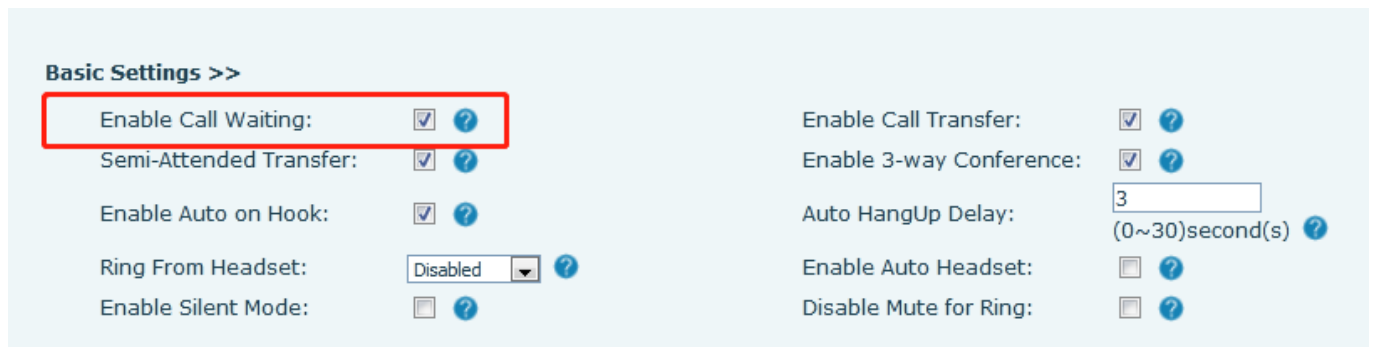 Basic Settings >>
Enable Call Waiting: ? Enable Call Transfer: ?
Semi-Attended Transfer: ? Enable 3-way Conference: ?
Enable Auto on Hook: ? Auto HangUp Delay: 3
(0~30)second(s) ?
Ring From Headset: Disabled ? Enable Auto Headset: ?
Enable Silent Mode: ? Disable Mute for Ring: ?